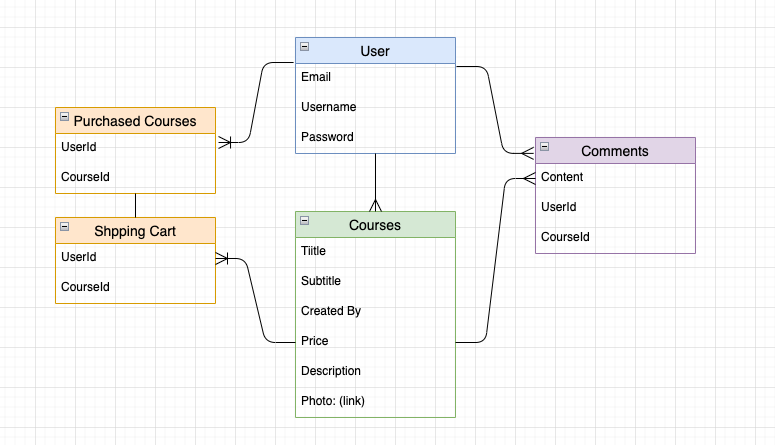 User
Email
Username
Password
Purchased Courses
UserId
CourseId
Shpping Cart
UserId
CourseId
Courses
Tiitle
Subtitle
Created By
Price
Description
Photo: (link)
Comments
Content
UserId
CourseId